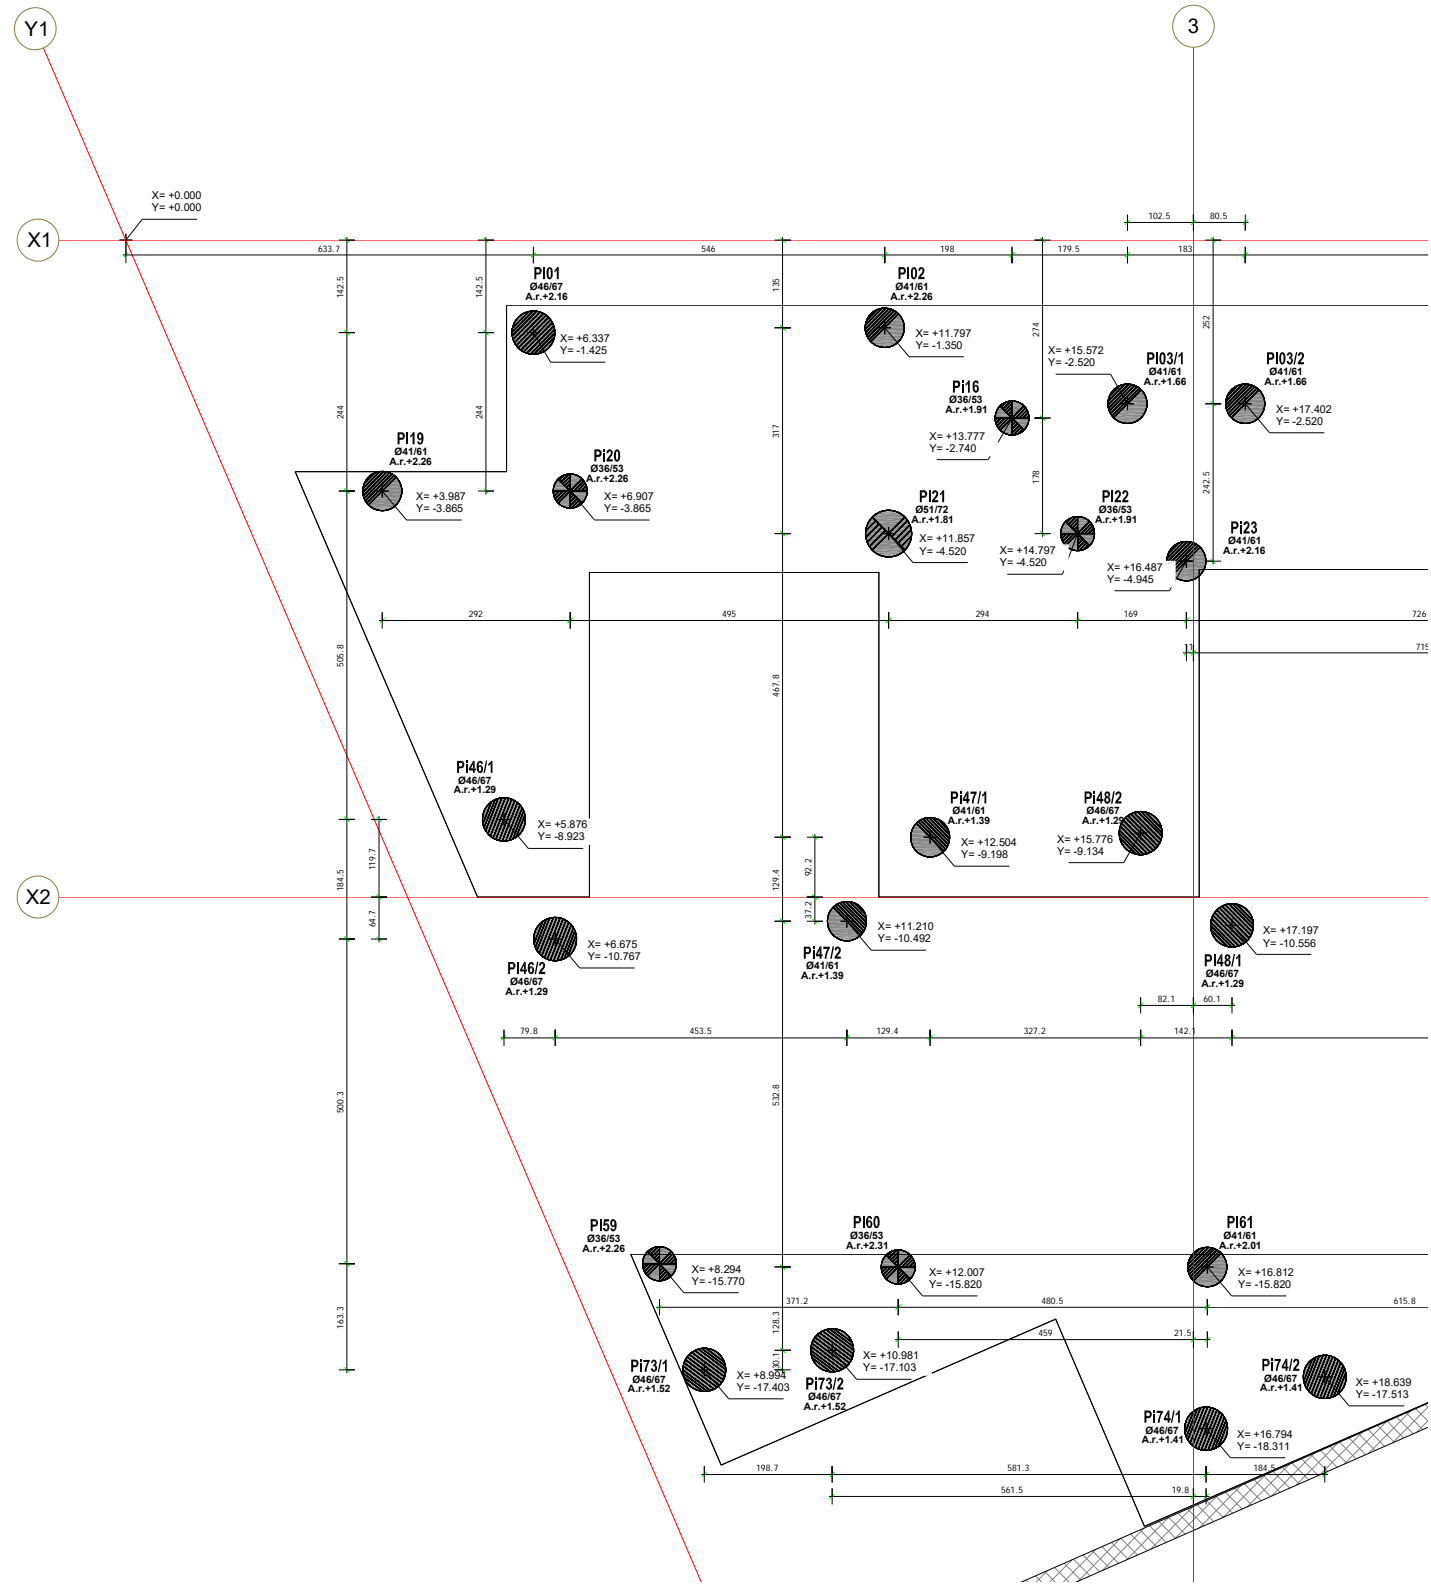 Y1
3
X= +0.000
Y= +0.000
X1
102.5
80.5
633.7
546
198
179.5
183
142.5
142.5
135
PI01
Ø46/67
A.r.+2.16
X= +6.337
Y= -1.425
PI02
Ø41/61
A.r.+2.26
X= +11.797
Y= -1.350
274
252
X= +15.572
Y= -2.520
PI03/1
Ø41/61
A.r.+1.66
PI03/2
Ø41/61
A.r.+1.66
X= +17.402
Y= -2.520
Pi16
Ø36/53
A.r.+1.91
X= +13.777
Y= -2.740
244
244
317
178
242.5
PI19
Ø41/61
A.r.+2.26
X= +3.987
Y= -3.865
Pi20
Ø36/53
A.r.+2.26
X= +6.907
Y= -3.865
PI21
Ø51/72
A.r.+1.81
X= +11.857
Y= -4.520
PI22
Ø36/53
A.r.+1.91
X= +14.797
Y= -4.520
Pi23
Ø41/61
A.r.+2.16
X= +16.487
Y= -4.945
292
495
294
169
726
11
715
505.8
467.8
Pi46/1
Ø46/67
A.r.+1.29
X= +5.876
Y= -8.923
Pi47/1
Ø41/61
A.r.+1.39
X= +12.504
Y= -9.198
Pi48/2
Ø46/67
A.r.+1.29
X= +15.776
Y= -9.134
119.7
184.5
64.7
129.4
92.2
37.2
X2
PI46/2
Ø46/67
A.r.+1.29
X= +6.675
Y= -10.767
Pi47/2
Ø41/61
A.r.+1.39
X= +11.210
Y= -10.492
PI48/1
Ø46/67
A.r.+1.29
X= +17.197
Y= -10.556
82.1
60.1
79.8
453.5
129.4
327.2
142.1
500.3
532.8
PI59
Ø36/53
A.r.+2.26
X= +8.294
Y= -15.770
PI60
Ø36/53
A.r.+2.31
X= +12.007
Y= -15.820
PI61
Ø41/61
A.r.+2.01
X= +16.812
Y= -15.820
371.2
480.5
615.8
163.3
128.3
30.1
459
21.5
Pi73/1
Ø46/67
A.r.+1.52
X= +8.994
Y= -17.403
Pi73/2
Ø46/67
A.r.+1.52
X= +10.981
Y= -17.103
Pi74/2
Ø46/67
A.r.+1.41
X= +18.639
Y= -17.513
Pi74/1
Ø46/67
A.r.+1.41
X= +16.794
Y= -18.311
198.7
581.3
184.5
561.5
19.8